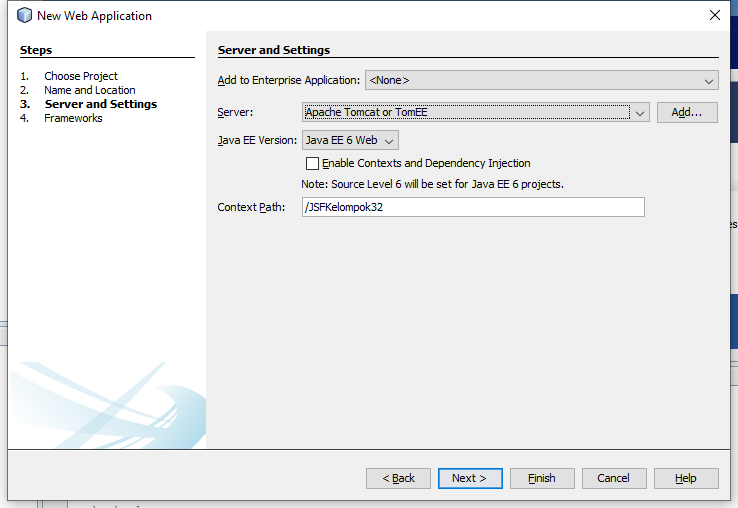 New Web Application
Steps
1. Choose Project
2. Name and Location
3. Server and Settings
4. Frameworks
Server and Settings
Add to Enterprise Application: <None>
Server: Apache Tomcat or TomEE Add...
Java EE Version: Java EE 6 Web
Enable Contexts and Dependency Injection
Note: Source Level 6 will be set for Java EE 6 projects.
Context Path: /JSFKelompok32
< Back Next > Finish Cancel Help